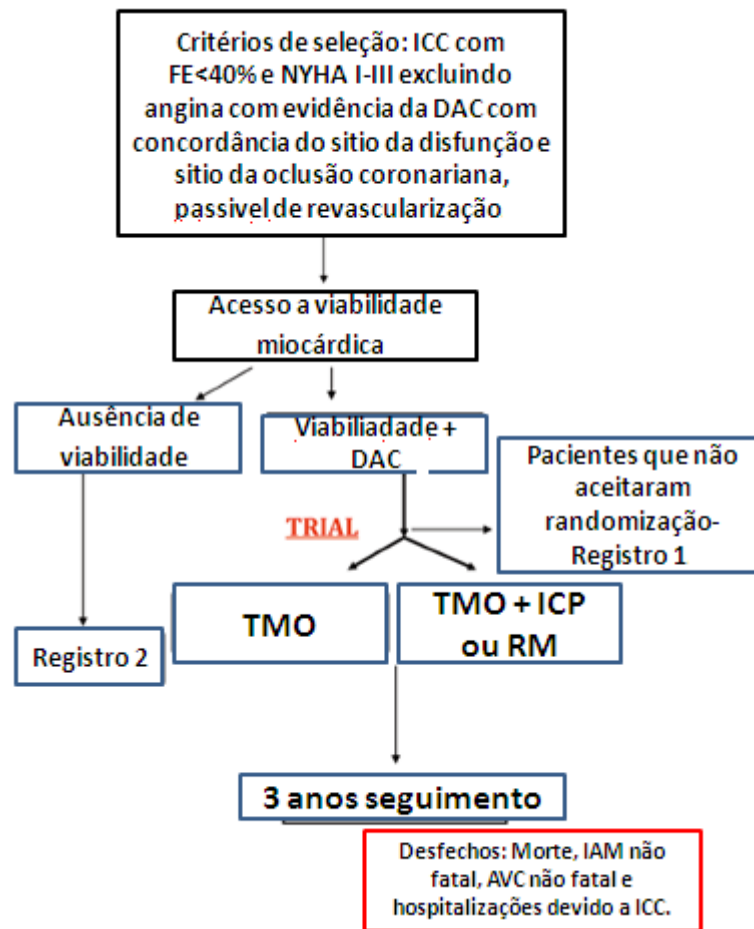 Critérios de seleção: ICC com
FE<40% e NYHA I-III excluindo
angina com evidência da DAC com
concordância do sitio da disfunção e
sitio da oclusão coronariana,
passivel de revascularização
Acesso a viabilidade
miocárdica
Ausência de
viabilidade
Viabiliadade +
DAC
Pacientes que não
aceitaram
randomização-
Registro 1
TRIAL
TMO
TMO + ICP
ou RM
Registro 2
3 anos seguimento
Desfechos: Morte, IAM não
fatal, AVC não fatal e
hospitalizações devido a ICC.